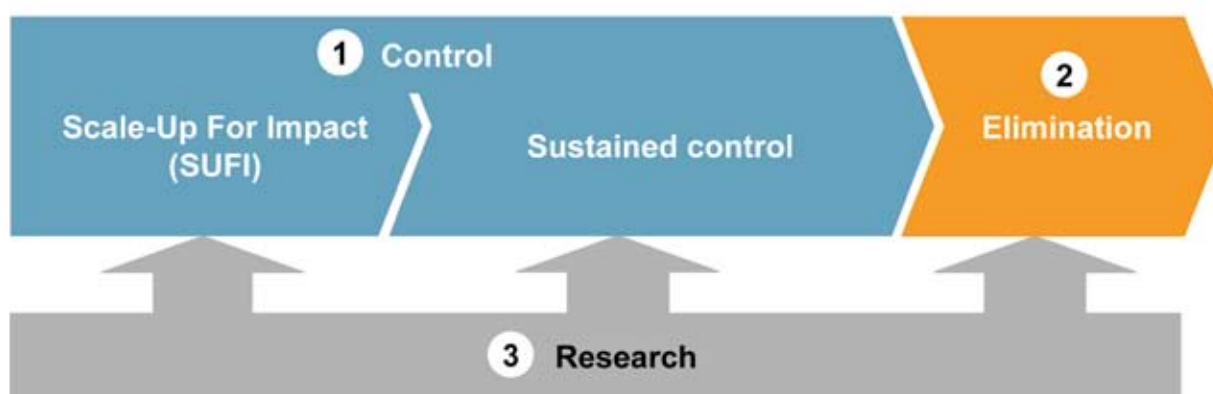 1 Control
Scale-Up For Impact
(SUFI)
Sustained control
2
Elimination
3 Research